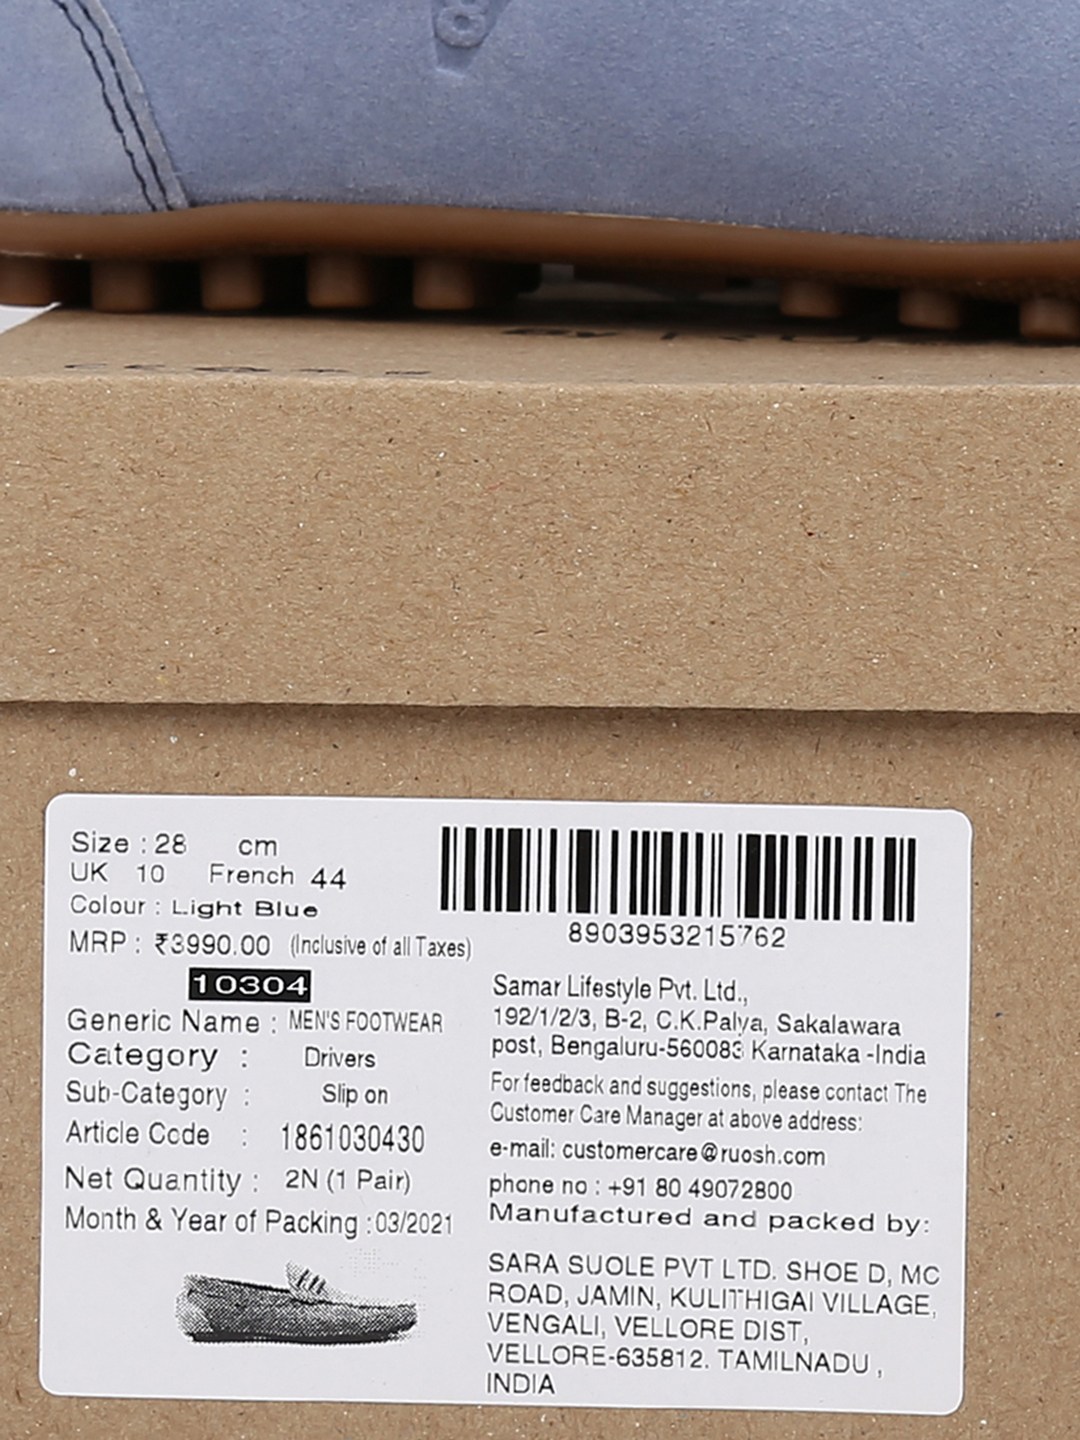 Size : 28 cm
UK 10 French 44
Colour : Light Blue
MRP : ₹3990.00 (Inclusive of all Taxes)
10304
Generic Name : MEN'S FOOTWEAR
Category : Drivers
Sub-Category : Slip on
Article Code : 1861030430
Net Quantity : 2N (1 Pair)
Month & Year of Packing : 03/2021
8903953215762
Samar Lifestyle Pvt. Ltd.,
192/1/2/3, B-2, C.K.Palya, Sakalawara
post, Bengaluru-560083 Karnataka -India
For feedback and suggestions, please contact The
Customer Care Manager at above address:
e-mail: customercare@ruosh.com
phone no : +91 80 49072800
Manufactured and packed by:
SARA SUOLE PVT LTD. SHOE D, MC
ROAD, JAMIN, KULITHIGAI VILLAGE,
VENGALI, VELLORE DIST,
VELLORE-635812. TAMILNADU ,
INDIA